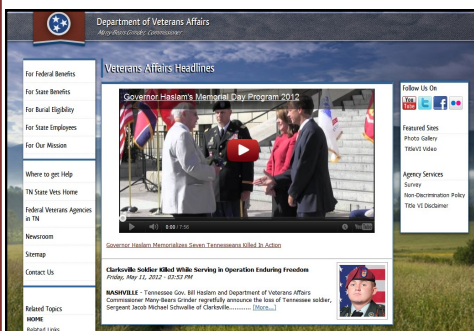 Department of Veterans Affairs
Many-Bears Grinder, Commissioner
For Federal Benefits
For State Benefits
For Burial Eligibility
For State Employees
For Our Mission
Where to get Help
TN State Vets Home
Federal Veterans Agencies
in TN
Newsroom
Sitemap
Contact Us
Related Topics
HOME
Related Links
Veterans Affairs Headlines
Governor Haslam's Memorial Day Program 2012
0:00 / 7:56
YouTube
Governor Haslam Memorializes Seven Tennesseans Killed In Action
Clarksville Soldier Killed While Serving in Operation Enduring Freedom
Friday, May 11, 2012 - 03:53 PM
NASHVILLE - Tennessee Gov. Bill Haslam and Department of Veterans Affairs
Commissioner Many-Bears Grinder regretfully announce the loss of Tennessee soldier,
Sergeant Jacob Michael Schwallie of Clarksville........... [More...]
Follow Us On
You
Tube
Featured Sites
Photo Gallery
TitleVI Video
Agency Services
Survey
Non-Discrimination Policy
Title VI Disclaimer